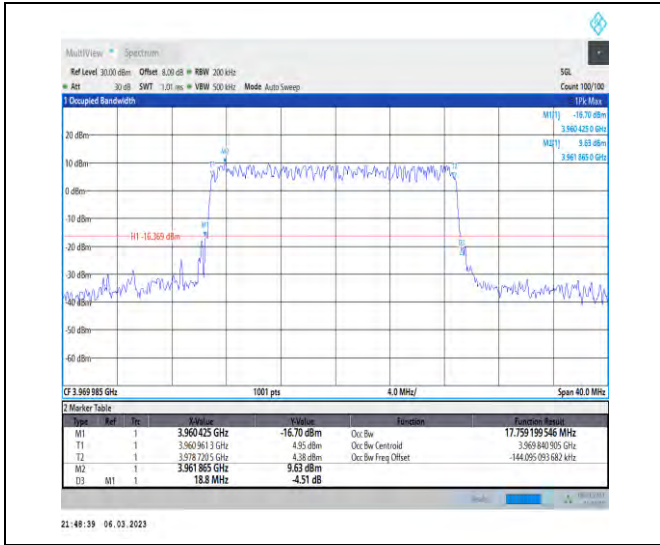 MultiView Spectrum
Ref Level 30.00 dBm Offset 8.00 dB RBW 200 kHz SGL
Att 30 dB SWT 1.01 ms VBW 500 kHz Mode Auto Sweep Count 100/100
1 Occupied Bandwidth 1Pk Max
M1[1] -16.70 dBm
3.960 425 0 GHz
M2[1] 9.63 dBm
3.961 865 0 GHz
20 dBm
10 dBm
0 dBm
-10 dBm
-20 dBm
-30 dBm
-40 dBm
-50 dBm
-60 dBm
M2
T1
T2
M1
H1 -16.369 dBm
D3
CF 3.969 985 GHz 1001 pts 4.0 MHz/ Span 40.0 MHz
2 Marker Table
Type Ref Trc X-Value Y-Value Function Function Result
M1 1 3.960 425 GHz -16.70 dBm Occ Bw 17.759 199 546 MHz
T1 1 3.960 961 3 GHz 4.95 dBm Occ Bw Centroid 3.969 840 905 GHz
T2 1 3.978 720 5 GHz 4.38 dBm Occ Bw Freq Offset -144.095 093 682 kHz
M2 1 3.961 865 GHz 9.63 dBm
D3 M1 1 18.8 MHz -4.51 dB
21:48:39 06.03.2023